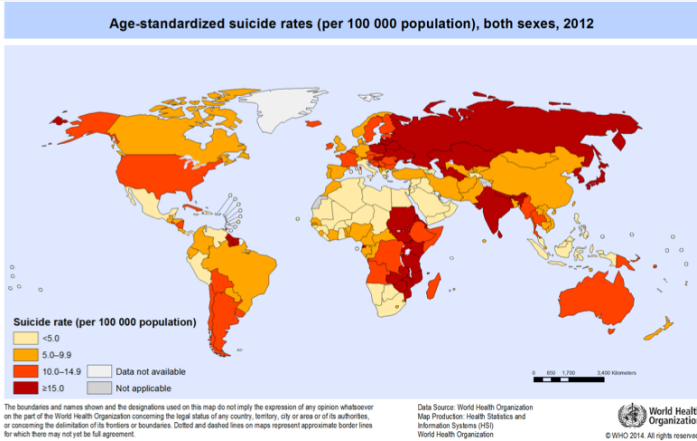 Age-standardized suicide rates (per 100 000 population), both sexes, 2012
Suicide rate (per 100 000 population)
<5.0
5.0–9.9
10.0–14.9
≥15.0
Data not available
Not applicable
0 850 1,700 3,400 Kilometers
The boundaries and names shown and the designations used on this map do not imply the expression of any opinion whatsoever
on the part of the World Health Organization concerning the legal status of any country, territory, city or area or of its authorities,
or concerning the delimitation of its frontiers or boundaries. Dotted and dashed lines on maps represent approximate border lines
for which there may not yet be full agreement.
Data Source: World Health Organization
Map Production: Health Statistics and
Information Systems (HSI)
World Health Organization
World Healt
Organizatio
© WHO 2014. All rights reserved